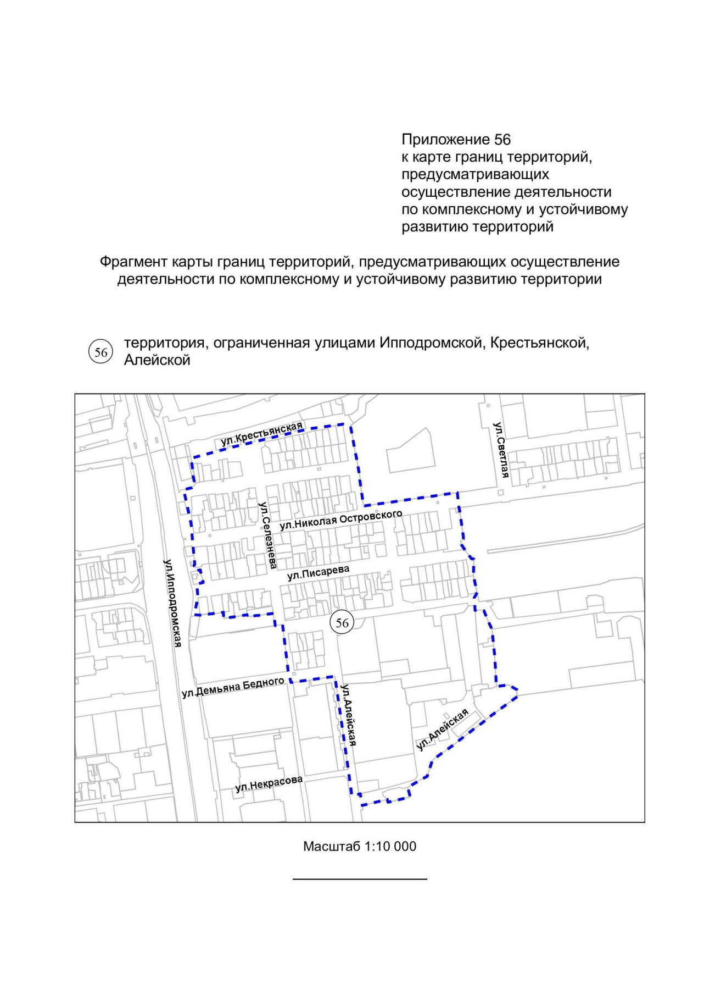 Приложение 56
к карте границ территорий,
предусматривающих
осуществление деятельности
по комплексному и устойчивому
развитию территорий
Фрагмент карты границ территорий, предусматривающих осуществление
деятельности по комплексному и устойчивому развитию территории
56
территория, ограниченная улицами Ипподромской, Крестьянской,
Алейской
ул.Крестьянская
ул.Светлая
ул.Селезнева
ул.Николая Островского
ул.Писарева
ул.Ипподромская
56
ул.Демьяна Бедного
ул.Алейская
ул.Алейская
ул.Некрасова
Масштаб 1:10 000